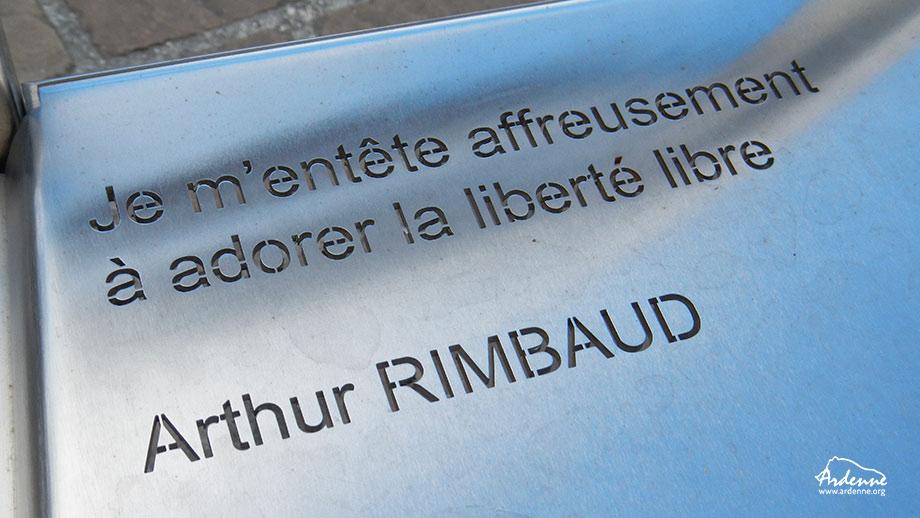 Je m'entête affreusement
à adorer la liberté libre
Arthur RIMBAUD
Ardenne
www.ardenne.org